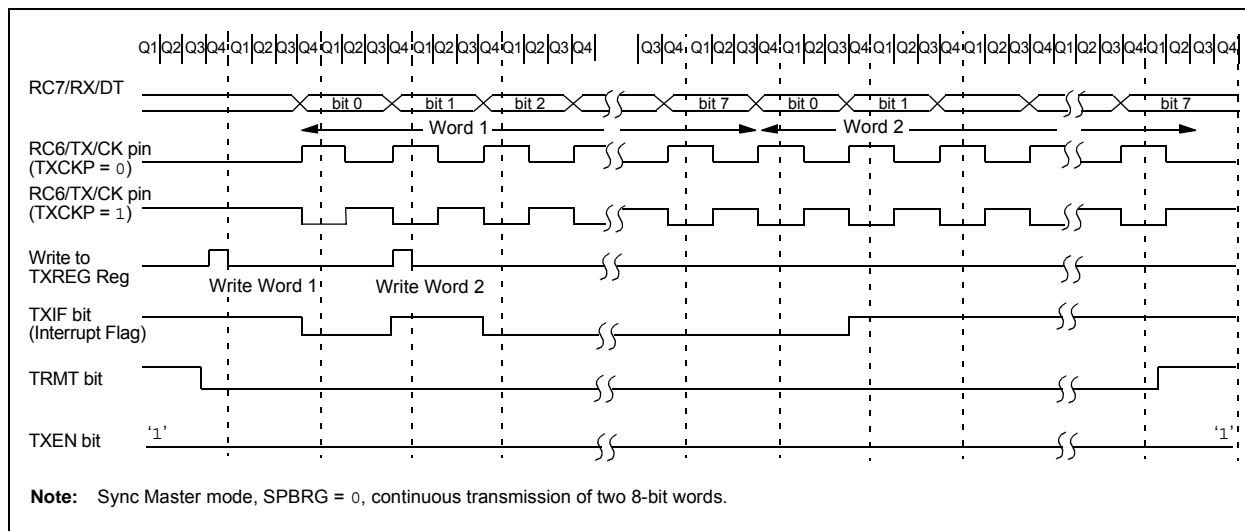 Q1 Q2 Q3 Q4 Q1 Q2 Q3 Q4 Q1 Q2 Q3 Q4 Q1 Q2 Q3 Q4 Q1 Q2 Q3 Q4 Q3 Q4 Q1 Q2 Q3 Q4 Q1 Q2 Q3 Q4 Q1 Q2 Q3 Q4 Q1 Q2 Q3 Q4 Q1 Q2 Q3 Q4 Q1 Q2 Q3 Q4
RC7/RX/DT
bit 0 bit 1 bit 2 bit 7 bit 0 bit 1 bit 7
Word 1 Word 2
RC6/TX/CK pin
(TXCKP = 0)
RC6/TX/CK pin
(TXCKP = 1)
Write to
TXREG Reg
Write Word 1 Write Word 2
TXIF bit
(Interrupt Flag)
TRMT bit
TXEN bit
‘1’ ‘1’
Note: Sync Master mode, SPBRG = 0, continuous transmission of two 8-bit words.